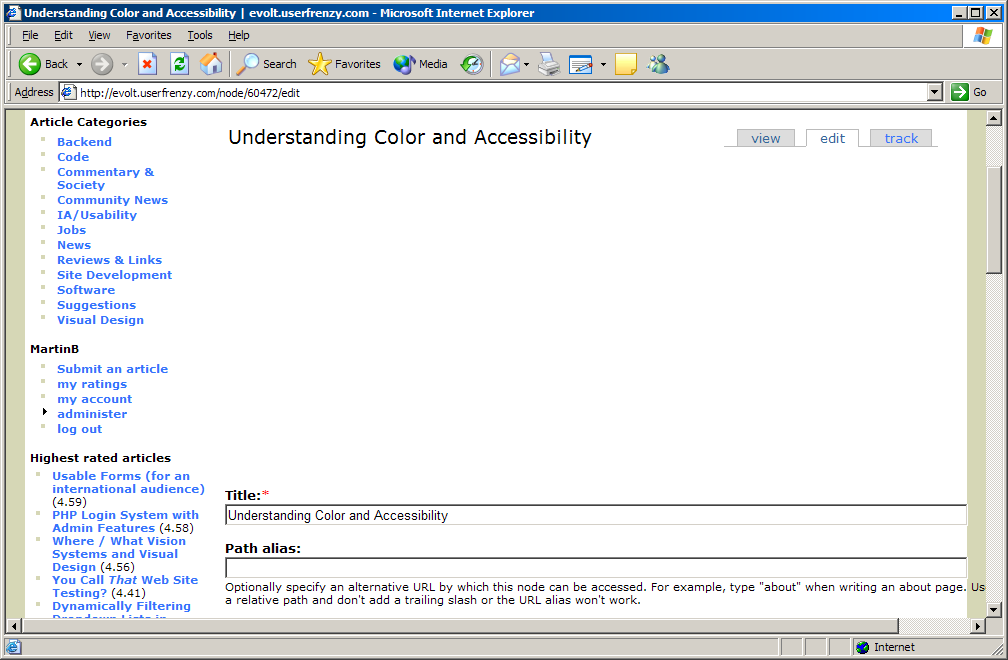 Understanding Color and Accessibility | evolt.userfrenzy.com - Microsoft Internet Explorer
File Edit View Favorites Tools Help
Back Search Favorites Media
Address http://evolt.userfrenzy.com/node/60472/edit Go
Article Categories
Backend
Code
Commentary &
Society
Community News
IA/Usability
Jobs
News
Reviews & Links
Site Development
Software
Suggestions
Visual Design
MartinB
Submit an article
my ratings
my account
administer
log out
Highest rated articles
Usable Forms (for an
international audience)
(4.59)
PHP Login System with
Admin Features (4.58)
Where / What Vision
Systems and Visual
Design (4.56)
You Call That Web Site
Testing? (4.41)
Dynamically Filtering
Dropdown Lists in
Understanding Color and Accessibility
view edit track
Title:*
Understanding Color and Accessibility
Path alias:
Optionally specify an alternative URL by which this node can be accessed. For example, type "about" when writing an about page. Us
a relative path and don't add a trailing slash or the URL alias won't work.
Internet